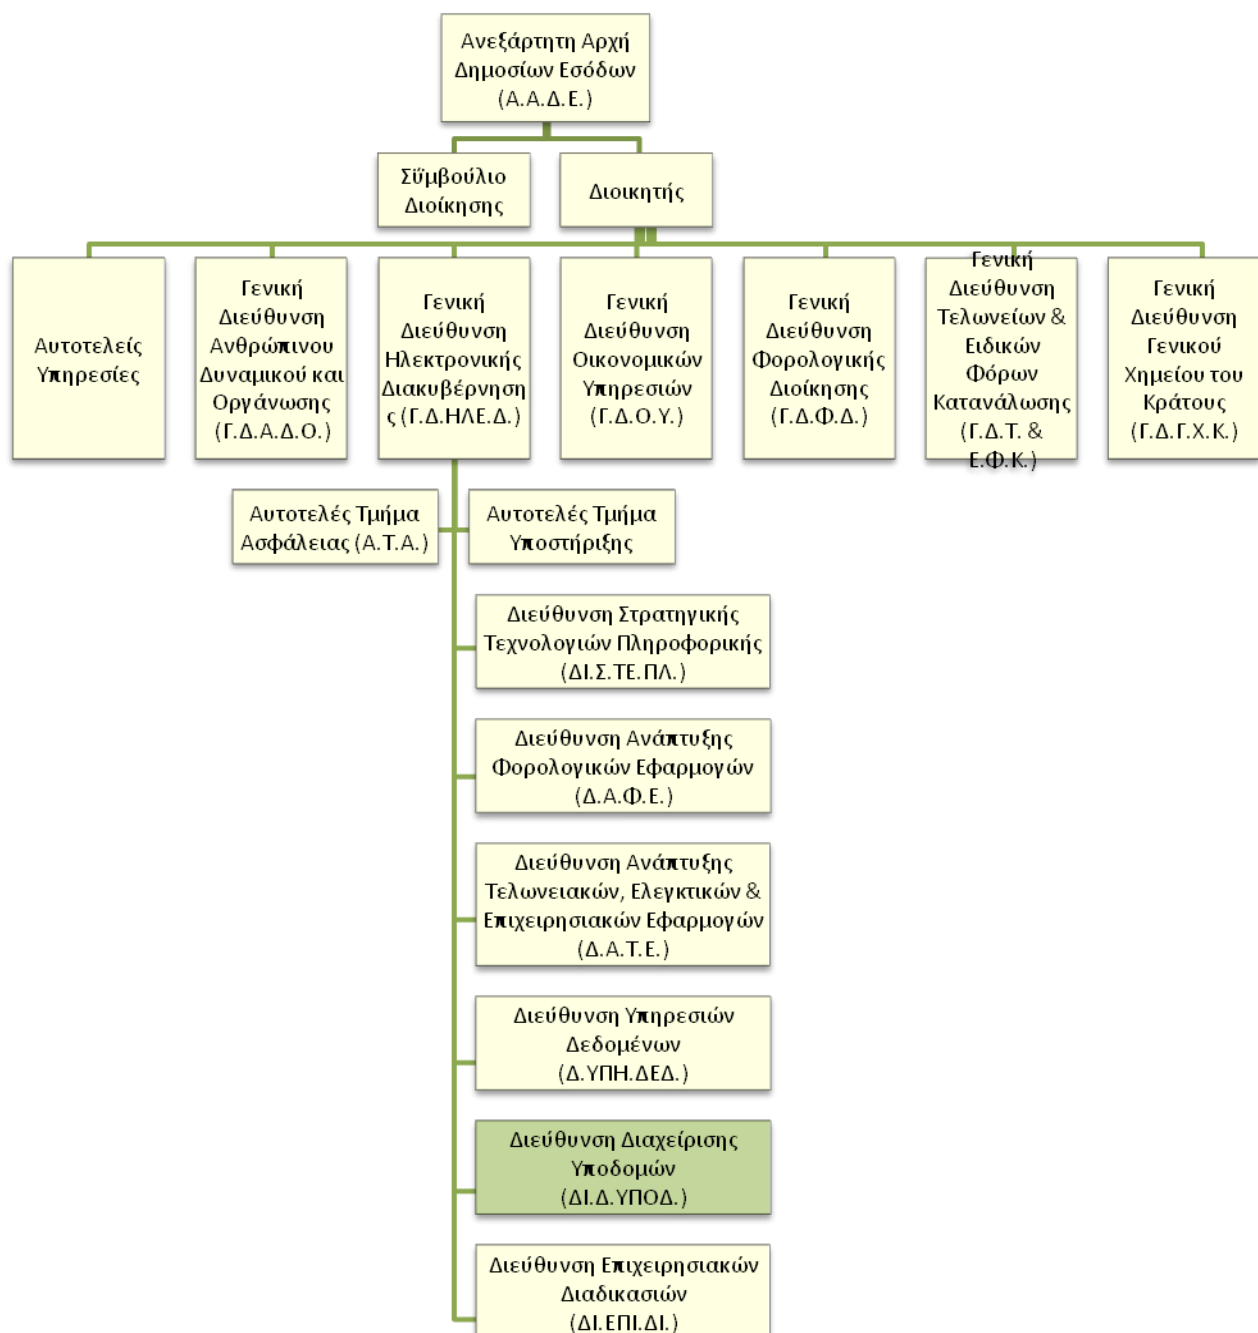 Ανεξάρτητη Αρχή
Δημοσίων Εσόδων
(Α.Α.Δ.Ε.)
Σϋμβούλιο
Διοίκησης
Διοικητής
Αυτοτελείς
Υπηρεσίες
Γενική
Διεύθυνση
Ανθρώπινου
Δυναμικού και
Οργάνωσης
(Γ.Δ.Α.Δ.Ο.)
Γενική
Διεύθυνση
Ηλεκτρονικής
Διακυβέρνηση
ς (Γ.Δ.ΗΛΕ.Δ.)
Γενική
Διεύθυνση
Οικονομικών
Υπηρεσιών
(Γ.Δ.Ο.Υ.)
Γενική
Διεύθυνση
Φορολογικής
Διοίκησης
(Γ.Δ.Φ.Δ.)
Γενική
Διεύθυνση
Τελωνείων &
Ειδικών
Φόρων
Κατανάλωσης
(Γ.Δ.Τ. &
Ε.Φ.Κ.)
Γενική
Διεύθυνση
Γενικού
Χημείου του
Κράτους
(Γ.Δ.Γ.Χ.Κ.)
Αυτοτελές Τμήμα
Ασφάλειας (Α.Τ.Α.)
Αυτοτελές Τμήμα
Υποστήριξης
Διεύθυνση Στρατηγικής
Τεχνολογιών Πληροφορικής
(ΔΙ.Σ.ΤΕ.ΠΛ.)
Διεύθυνση Ανάπτυξης
Φορολογικών Εφαρμογών
(Δ.Α.Φ.Ε.)
Διεύθυνση Ανάπτυξης
Τελωνειακών, Ελεγκτικών &
Επιχειρησιακών Εφαρμογών
(Δ.Α.Τ.Ε.)
Διεύθυνση Υπηρεσιών
Δεδομένων
(Δ.ΥΠΗ.ΔΕΔ.)
Διεύθυνση Διαχείρισης
Υποδομών
(ΔΙ.Δ.ΥΠΟΔ.)
Διεύθυνση Επιχειρησιακών
Διαδικασιών
(ΔΙ.ΕΠΙ.ΔΙ.)